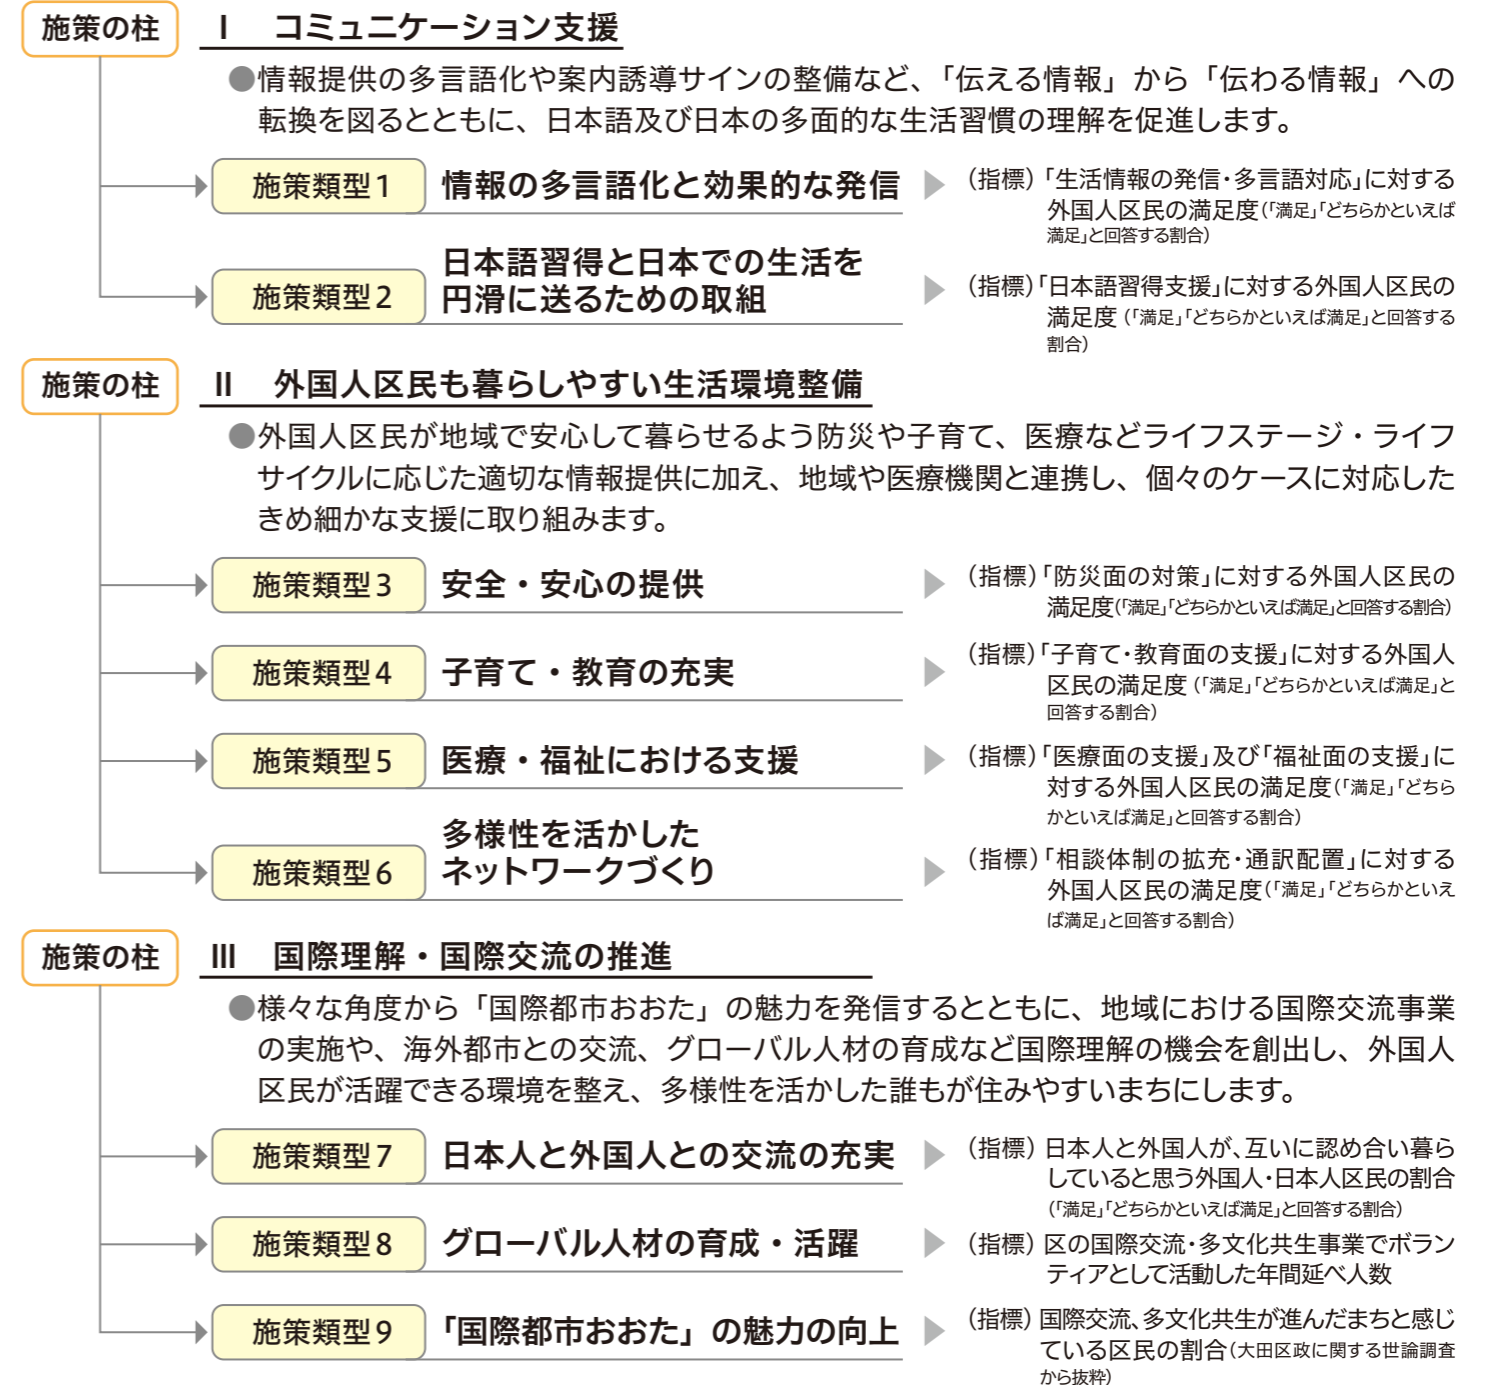 施策の柱 Ⅰ コミュニケーション支援
●情報提供の多言語化や案内誘導サインの整備など、「伝える情報」から「伝わる情報」への
転換を図るとともに、日本語及び日本の多面的な生活習慣の理解を促進します。
施策類型1 情報の多言語化と効果的な発信
（指標）「生活情報の発信・多言語対応」に対する
外国人区民の満足度（「満足」「どちらかといえば
満足」と回答する割合）
施策類型2
日本語習得と日本での生活を
円滑に送るための取組
（指標）「日本語習得支援」に対する外国人区民の
満足度（「満足」「どちらかといえば満足」と回答する
割合）
施策の柱 Ⅱ 外国人区民も暮らしやすい生活環境整備
●外国人区民が地域で安心して暮らせるよう防災や子育て、医療などライフステージ・ライフ
サイクルに応じた適切な情報提供に加え、地域や医療機関と連携し、個々のケースに対応した
きめ細かな支援に取り組みます。
施策類型3 安全・安心の提供
（指標）「防災面の対策」に対する外国人区民の
満足度（「満足」「どちらかといえば満足」と回答する割合）
施策類型4 子育て・教育の充実
（指標）「子育て・教育面の支援」に対する外国人
区民の満足度（「満足」「どちらかといえば満足」と
回答する割合）
施策類型5 医療・福祉における支援
（指標）「医療面の支援」及び「福祉面の支援」に
対する外国人区民の満足度（「満足」「どちら
かといえば満足」と回答する割合）
施策類型6
多様性を活かした
ネットワークづくり
（指標）「相談体制の拡充・通訳配置」に対する
外国人区民の満足度（「満足」「どちらかといえ
ば満足」と回答する割合）
施策の柱 Ⅲ 国際理解・国際交流の推進
●様々な角度から「国際都市おおた」の魅力を発信するとともに、地域における国際交流事業
の実施や、海外都市との交流、グローバル人材の育成など国際理解の機会を創出し、外国人
区民が活躍できる環境を整え、多様性を活かした誰もが住みやすいまちにします。
施策類型7 日本人と外国人との交流の充実
（指標）日本人と外国人が、互いに認め合い暮ら
していると思う外国人・日本人区民の割合
（「満足」「どちらかといえば満足」と回答する割合）
施策類型8 グローバル人材の育成・活躍
（指標）区の国際交流・多文化共生事業でボラン
ティアとして活動した年間延べ人数
施策類型9 「国際都市おおた」の魅力の向上
（指標）国際交流、多文化共生が進んだまちと感じ
ている区民の割合（大田区政に関する世論調査
から抜粋）